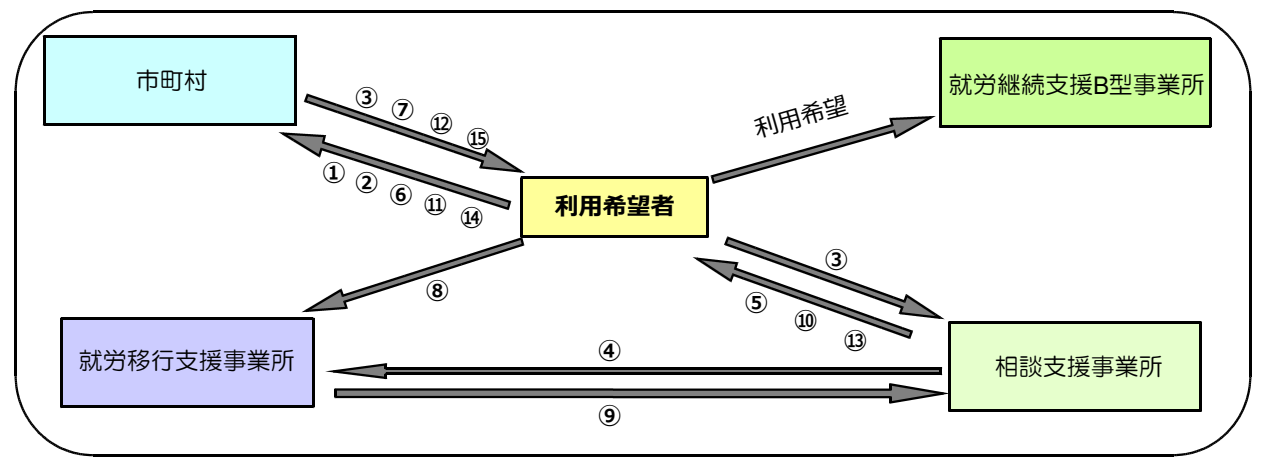 市町村
就労継続支援B型事業所
利用希望
③ ⑦ ⑫ ⑮
① ② ⑥ ⑪ ⑭
利用希望者
③
⑧
⑤ ⑩ ⑬
就労移行支援事業所
④
相談支援事業所
⑨